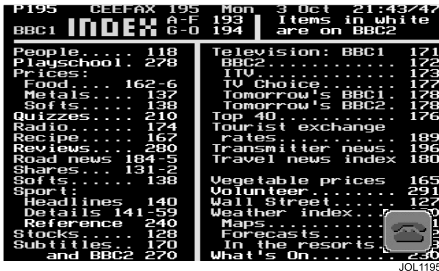 P195 CEEFAX 195 Mon 3 Oct 21:43/47
BBC1 INDEX A-F 193 Items in white
G-O 194 are on BBC2
People..... 118
Playschool. 278
Prices:
Food.... 162-6
Metals..... 137
Softs...... 138
Quizzes..... 210
Radio....... 174
Recipe...... 167
Reviews..... 280
Road news 184-5
Shares... 131-2
Softs....... 138
Sport:
Headlines 140
Details 141-59
Reference 240
Stocks...... 128
Subtitles.. 170
and BBC2 270
Television: BBC1 171
BBC2............ 172
ITV............. 173
TV Choice....... 177
Tomorrow's BBC1 178
Tomorrow's BBC2 178
Top 40.......... 176
Tourist exchange
rates.......... 189
Transmitter news 196
Travel news index 180
Vegetable prices 165
Volunteer....... 291
Wall Street..... 127
Weather index...
Maps..........
Forecasts.....
In the resorts
What's On....... 230
JOL1195